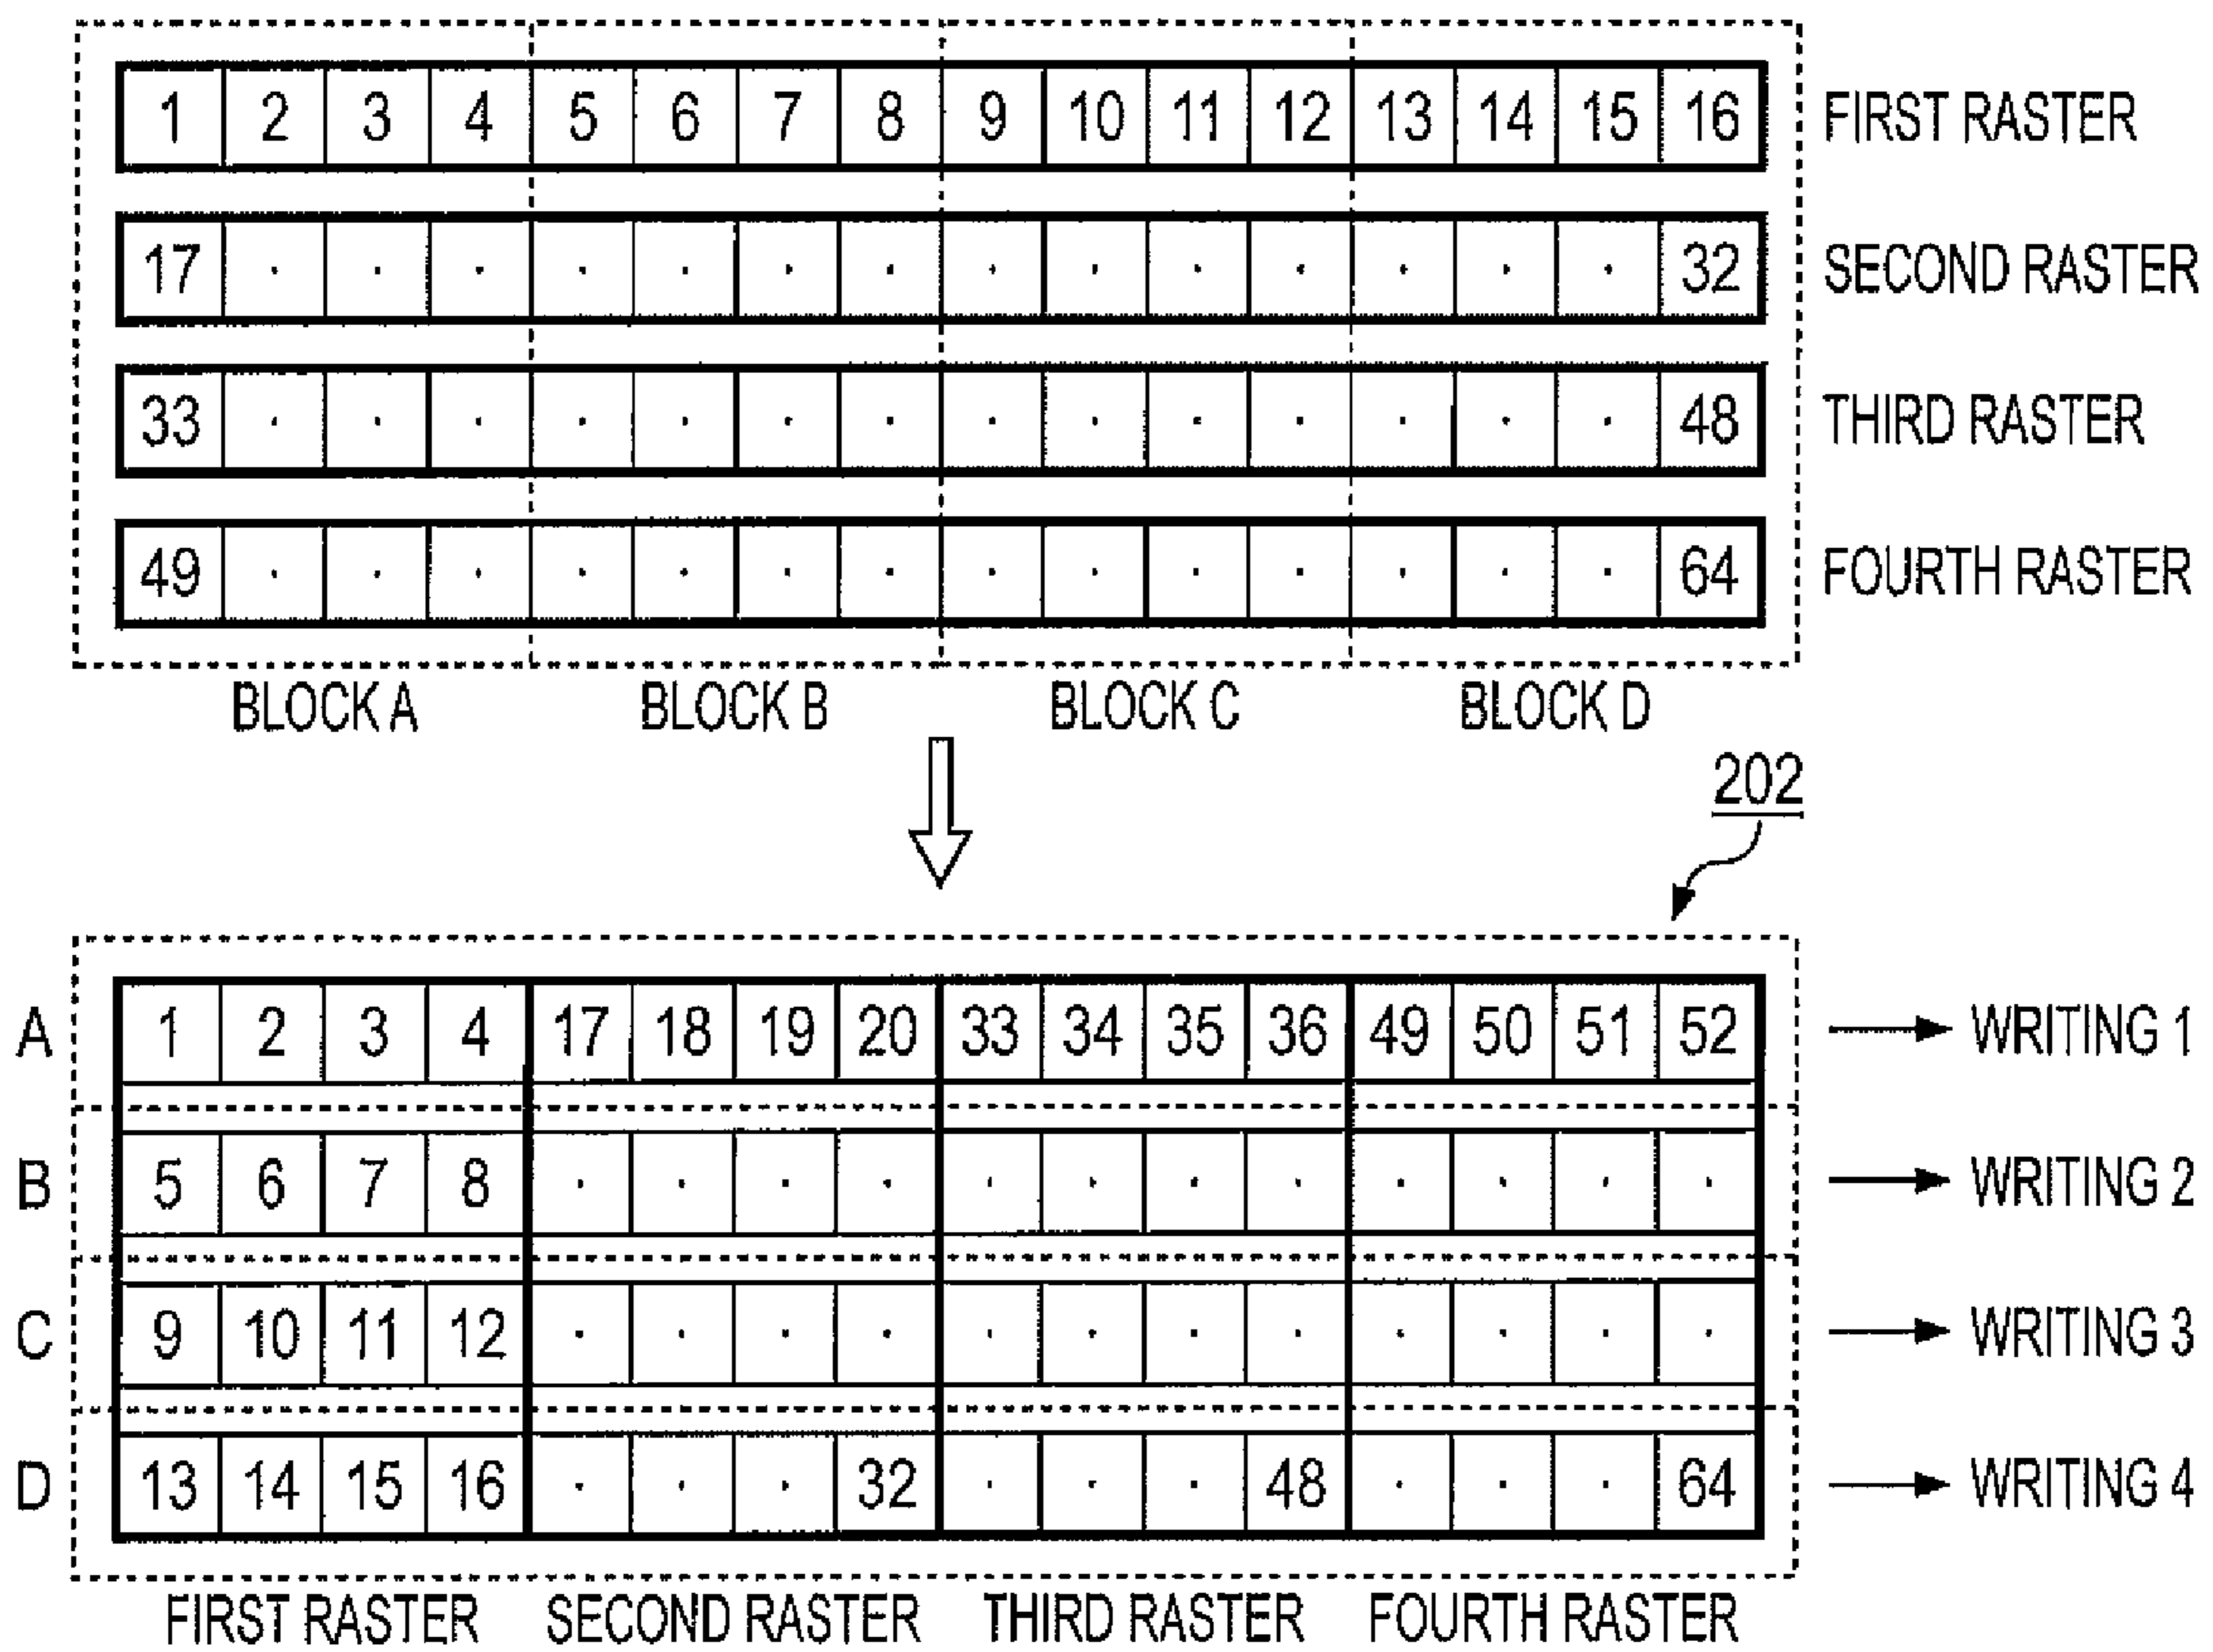 1 2 3 4 5 6 7 8 9 10 11 12 13 14 15 16 FIRST RASTER
17 · · · · · · · · · · · · · · 32 SECOND RASTER
33 · · · · · · · · · · · · · · 48 THIRD RASTER
49 · · · · · · · · · · · · · · 64 FOURTH RASTER
BLOCK A BLOCK B BLOCK C BLOCK D
202
A 1 2 3 4 17 18 19 20 33 34 35 36 49 50 51 52 WRITING 1
B 5 6 7 8 · · · · · · · · · · · · WRITING 2
C 9 10 11 12 · · · · · · · · · · · · WRITING 3
D 13 14 15 16 · · · 32 · · · 48 · · · 64 WRITING 4
FIRST RASTER SECOND RASTER THIRD RASTER FOURTH RASTER